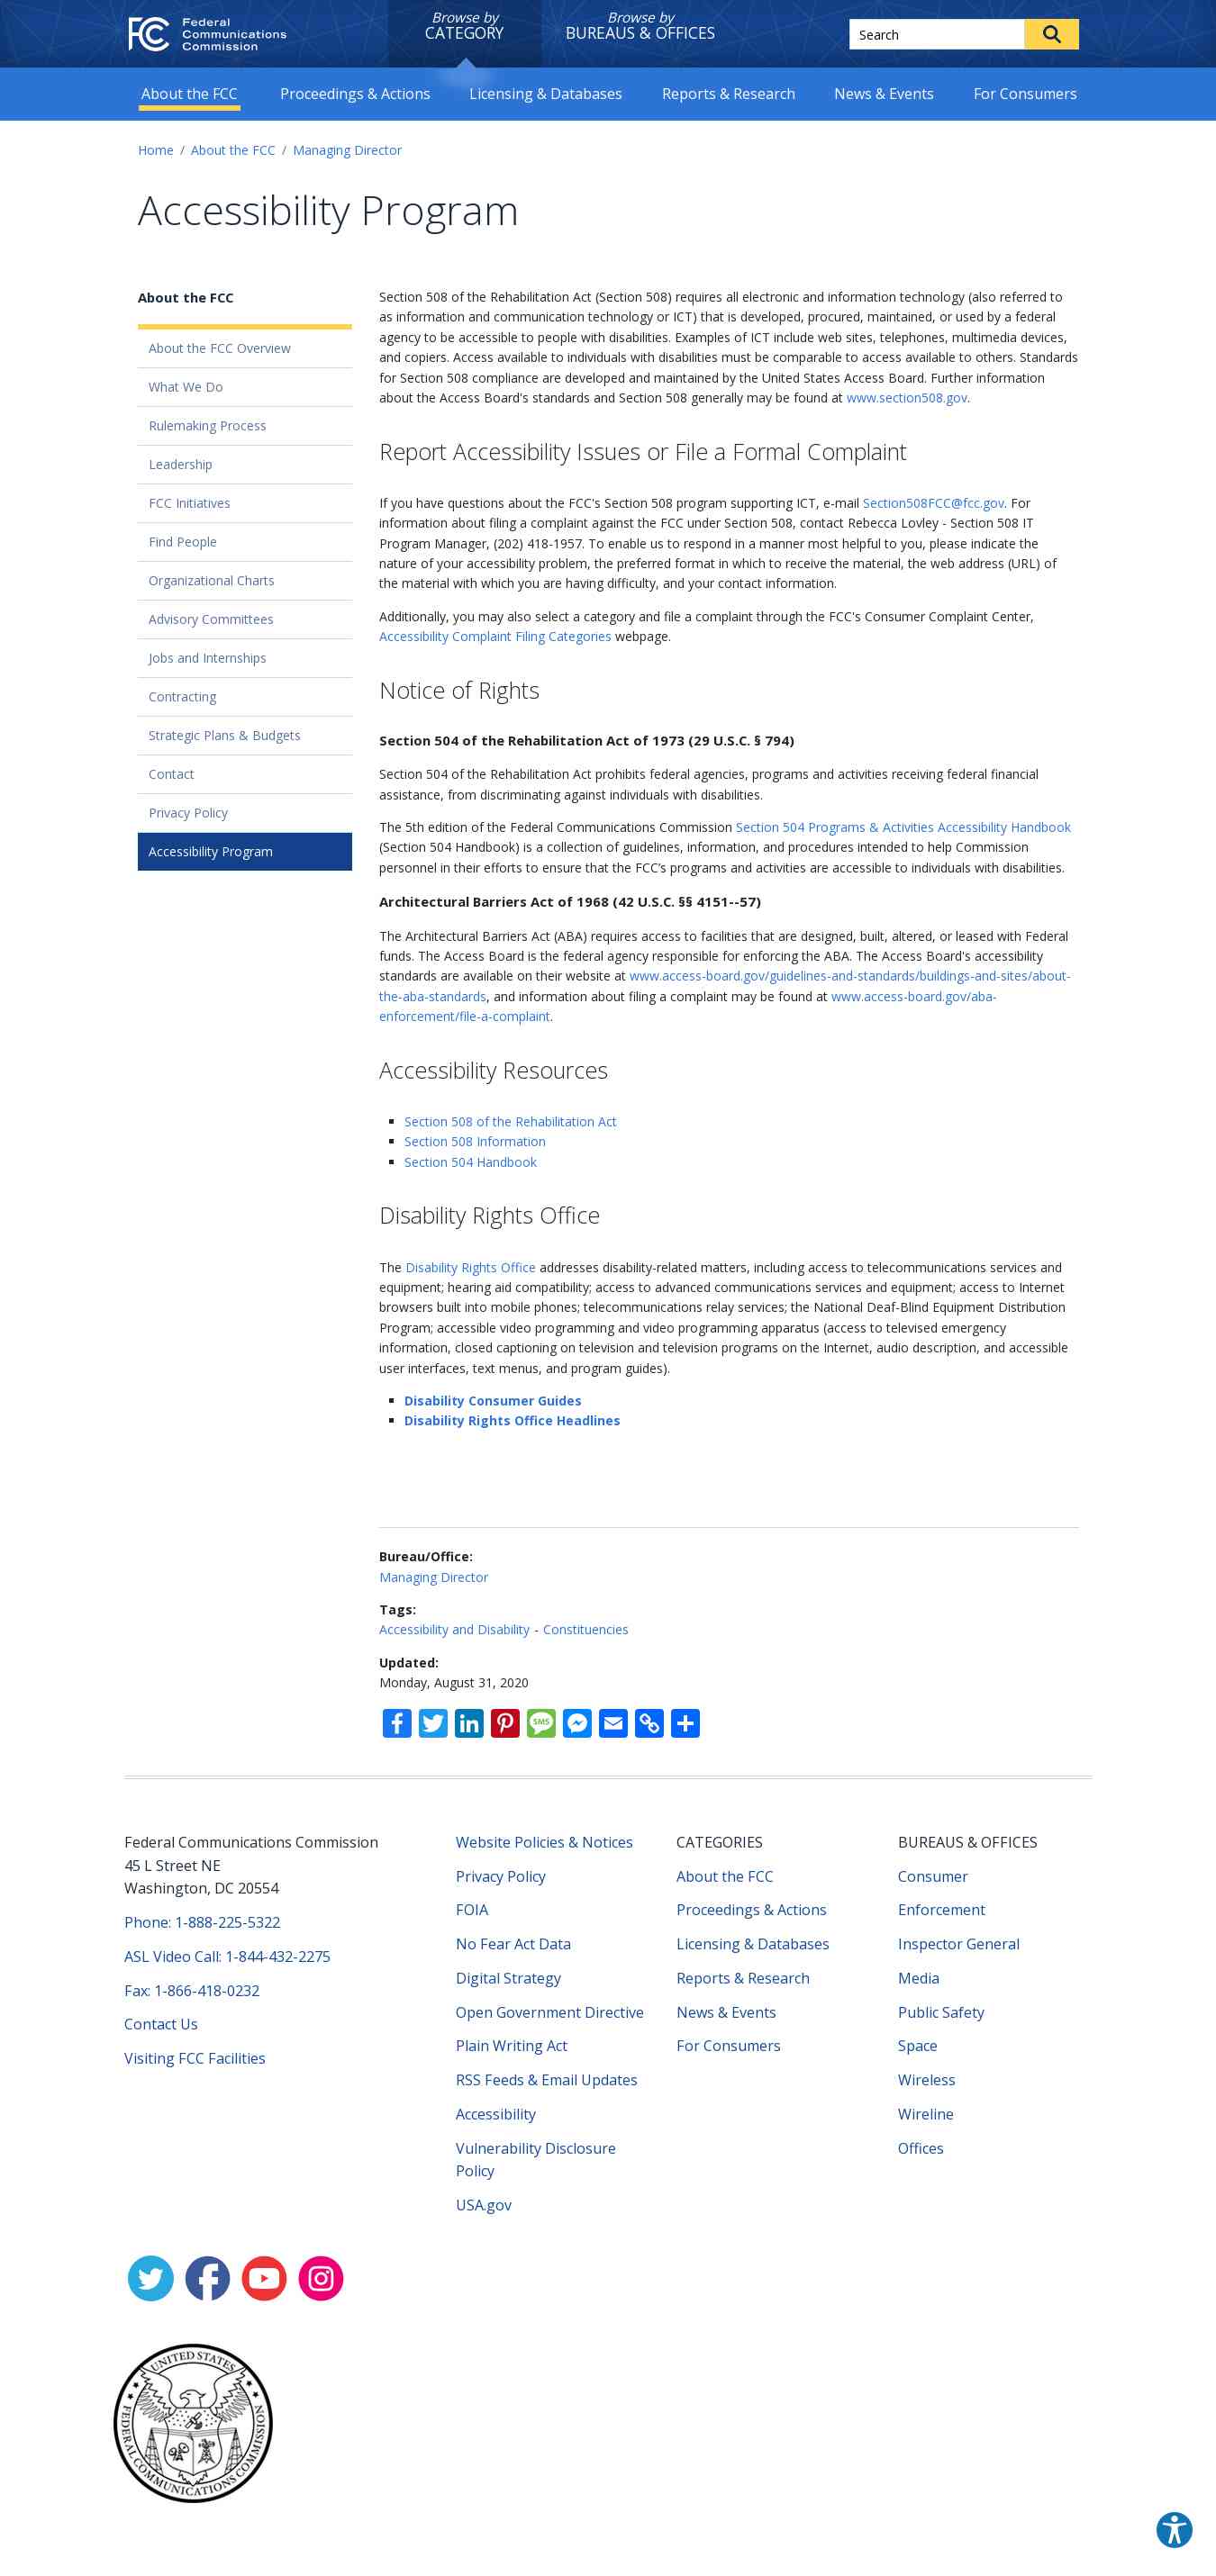 Federal
Communications
Commission
FCC
Browse by
CATEGORY
Browse by
BUREAUS & OFFICES
Search
About the FCC
Proceedings & Actions
Licensing & Databases
Reports & Research
News & Events
For Consumers
Home / About the FCC / Managing Director
Accessibility Program
About the FCC
About the FCC Overview
What We Do
Rulemaking Process
Leadership
FCC Initiatives
Find People
Organizational Charts
Advisory Committees
Jobs and Internships
Contracting
Strategic Plans & Budgets
Contact
Privacy Policy
Accessibility Program
Section 508 of the Rehabilitation Act (Section 508) requires all electronic and information technology (also referred to
as information and communication technology or ICT) that is developed, procured, maintained, or used by a federal
agency to be accessible to people with disabilities. Examples of ICT include web sites, telephones, multimedia devices,
and copiers. Access available to individuals with disabilities must be comparable to access available to others. Standards
for Section 508 compliance are developed and maintained by the United States Access Board. Further information
about the Access Board's standards and Section 508 generally may be found at www.section508.gov.
Report Accessibility Issues or File a Formal Complaint
If you have questions about the FCC's Section 508 program supporting ICT, e-mail Section508FCC@fcc.gov. For
information about filing a complaint against the FCC under Section 508, contact Rebecca Lovley - Section 508 IT
Program Manager, (202) 418-1957. To enable us to respond in a manner most helpful to you, please indicate the
nature of your accessibility problem, the preferred format in which to receive the material, the web address (URL) of
the material with which you are having difficulty, and your contact information.
Additionally, you may also select a category and file a complaint through the FCC's Consumer Complaint Center,
Accessibility Complaint Filing Categories webpage.
Notice of Rights
Section 504 of the Rehabilitation Act of 1973 (29 U.S.C. § 794)
Section 504 of the Rehabilitation Act prohibits federal agencies, programs and activities receiving federal financial
assistance, from discriminating against individuals with disabilities.
The 5th edition of the Federal Communications Commission Section 504 Programs & Activities Accessibility Handbook
(Section 504 Handbook) is a collection of guidelines, information, and procedures intended to help Commission
personnel in their efforts to ensure that the FCC’s programs and activities are accessible to individuals with disabilities.
Architectural Barriers Act of 1968 (42 U.S.C. §§ 4151--57)
The Architectural Barriers Act (ABA) requires access to facilities that are designed, built, altered, or leased with Federal
funds. The Access Board is the federal agency responsible for enforcing the ABA. The Access Board's accessibility
standards are available on their website at www.access-board.gov/guidelines-and-standards/buildings-and-sites/about-
the-aba-standards, and information about filing a complaint may be found at www.access-board.gov/aba-
enforcement/file-a-complaint.
Accessibility Resources
Section 508 of the Rehabilitation Act
Section 508 Information
Section 504 Handbook
Disability Rights Office
The Disability Rights Office addresses disability-related matters, including access to telecommunications services and
equipment; hearing aid compatibility; access to advanced communications services and equipment; access to Internet
browsers built into mobile phones; telecommunications relay services; the National Deaf-Blind Equipment Distribution
Program; accessible video programming and video programming apparatus (access to televised emergency
information, closed captioning on television and television programs on the Internet, audio description, and accessible
user interfaces, text menus, and program guides).
Disability Consumer Guides
Disability Rights Office Headlines
Bureau/Office:
Managing Director
Tags:
Accessibility and Disability - Constituencies
Updated:
Monday, August 31, 2020
SMS
Federal Communications Commission
45 L Street NE
Washington, DC 20554
Phone: 1-888-225-5322
ASL Video Call: 1-844-432-2275
Fax: 1-866-418-0232
Contact Us
Visiting FCC Facilities
Website Policies & Notices
Privacy Policy
FOIA
No Fear Act Data
Digital Strategy
Open Government Directive
Plain Writing Act
RSS Feeds & Email Updates
Accessibility
Vulnerability Disclosure
Policy
USA.gov
CATEGORIES
About the FCC
Proceedings & Actions
Licensing & Databases
Reports & Research
News & Events
For Consumers
BUREAUS & OFFICES
Consumer
Enforcement
Inspector General
Media
Public Safety
Space
Wireless
Wireline
Offices
UNITED STATES
FEDERAL COMMUNICATIONS COMMISSION